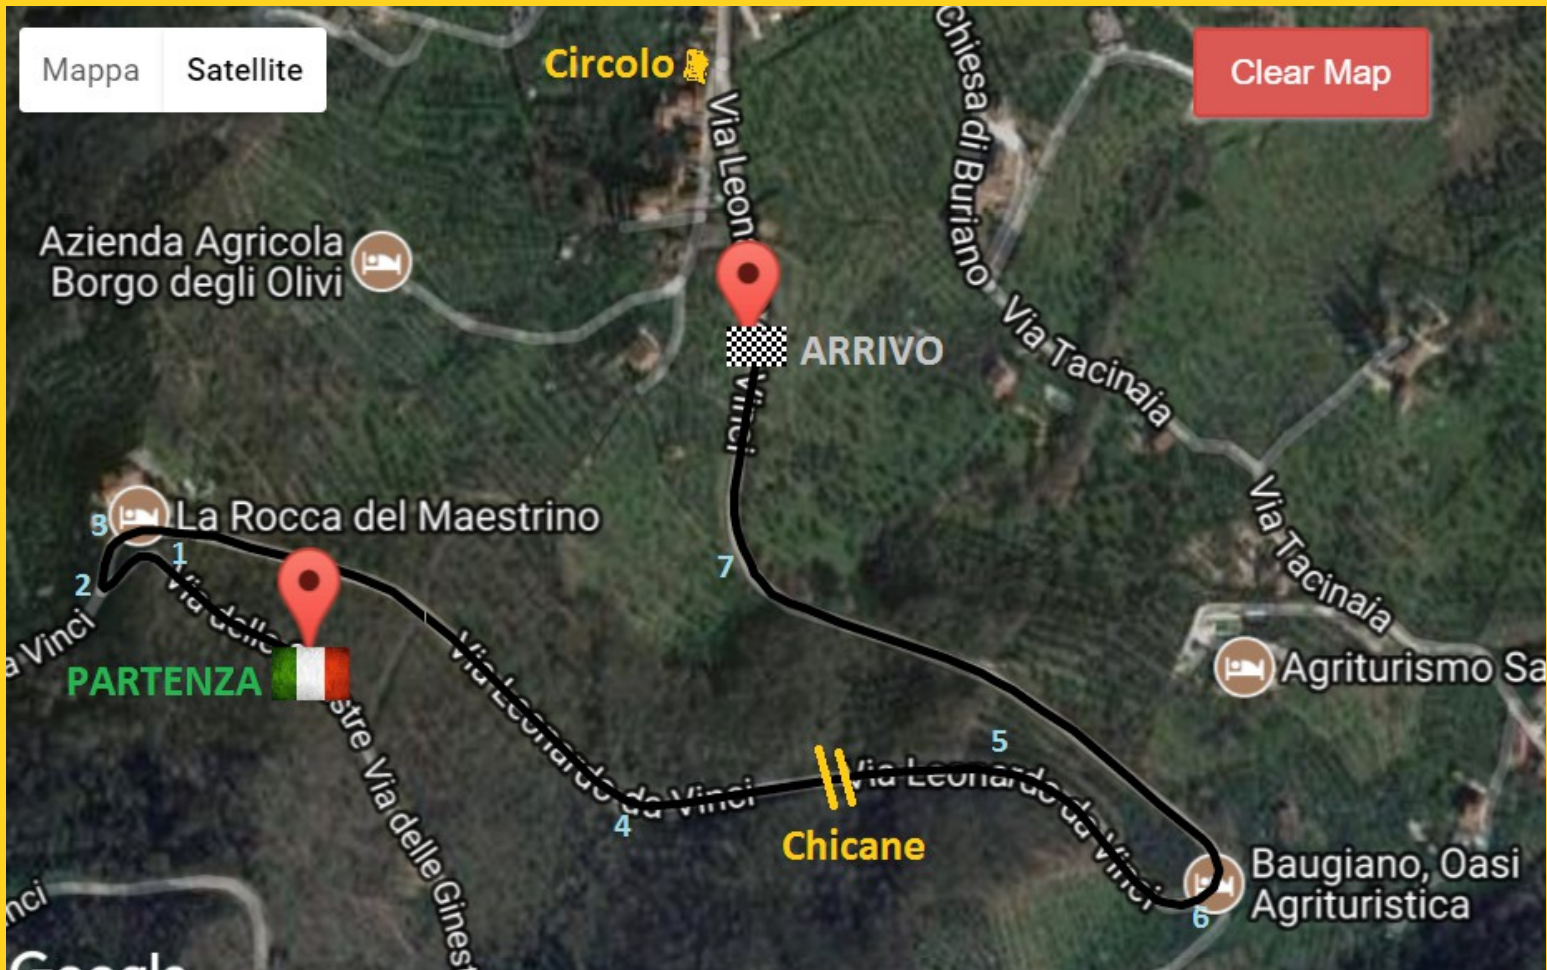 Mappa
Satellite
Circolo
Clear Map
Via Leon
Vinci
Chiesa di Buriano
Azienda Agricola
Borgo degli Olivi
ARRIVO
Via Tacinaia
Via Tacinaia
La Rocca del Maestrino
3
1
2
7
a Vinci
Via delle
PARTENZA
stre
Via delle Ginest
Via Leonardo da Vinci
Agriturismo Sa
5
Via Leonardo da Vinci
4
Chicane
Baugiano, Oasi
Agrituristica
6
nci
Google